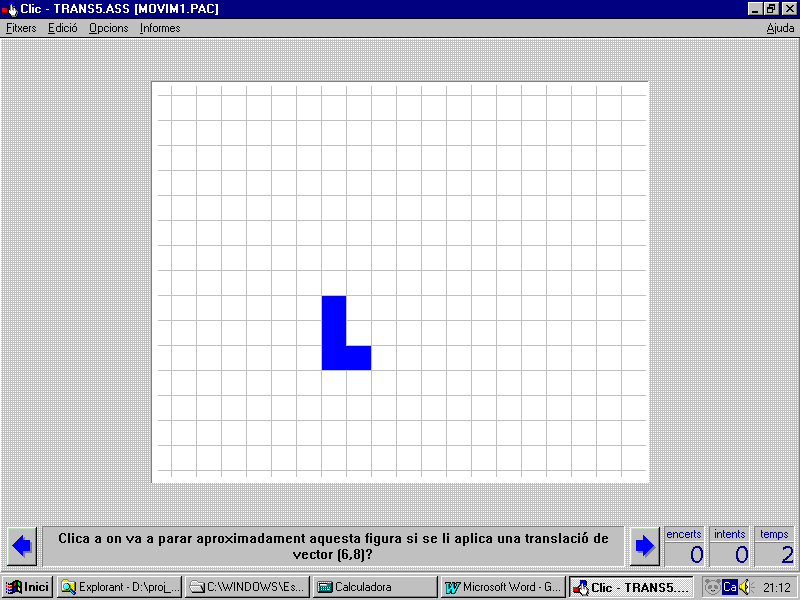 Clic - TRANS5.ASS [MOVIM1.PAC]
Fitxers Edició Opcions Informes Ajuda
Clica a on va a parar aproximadament aquesta figura si se li aplica una translació de
vector (6,8)?
encerts intents temps
0 0 2
Inici Explorant - D:\proj_... C:\WINDOWS\Es... Calculadora Microsoft Word - G... Clic - TRANS5.... Ca 21:12